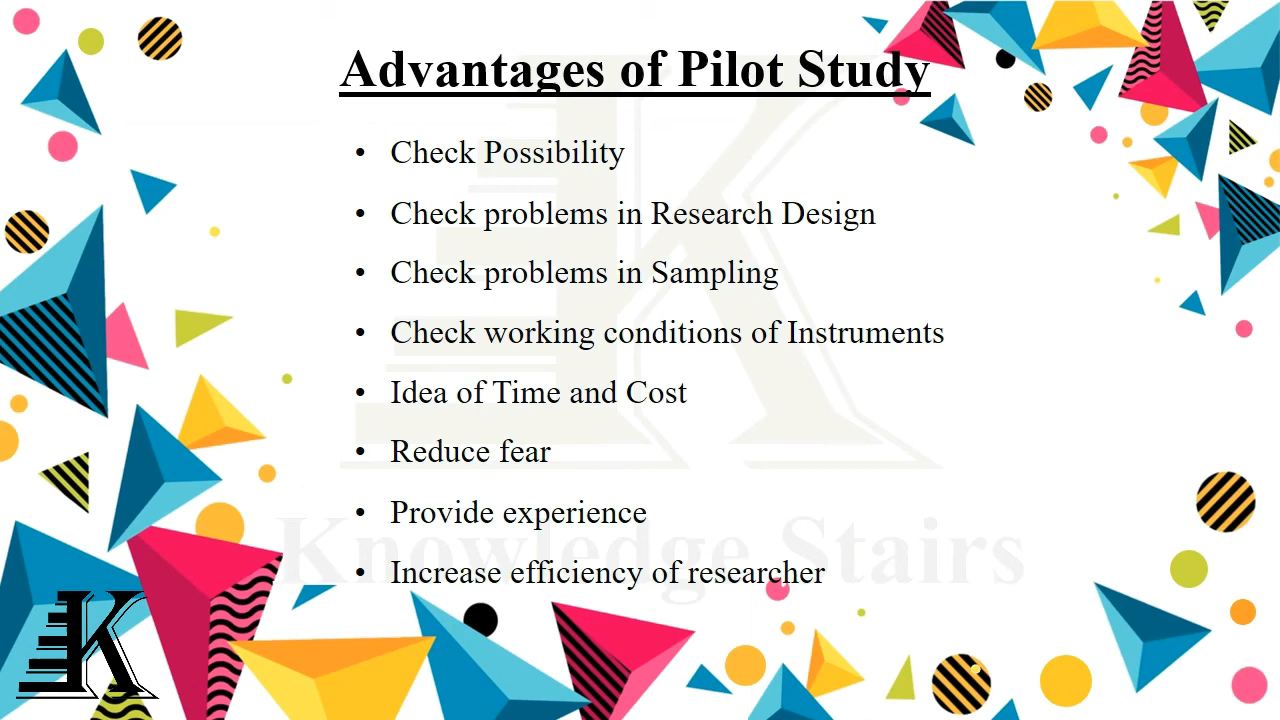 Advantages of Pilot Study
• Check Possibility
• Check problems in Research Design
• Check problems in Sampling
• Check working conditions of Instruments
• Idea of Time and Cost
• Reduce fear
• Provide experience
Knowledge Stairs
• Increase efficiency of researcher
K